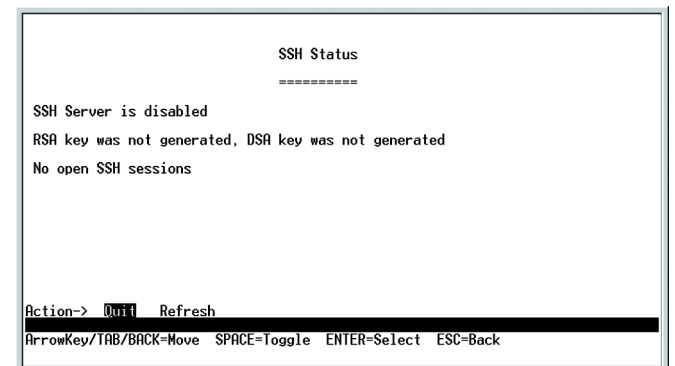 SSH Status
==========
SSH Server is disabled
RSA key was not generated, DSA key was not generated
No open SSH sessions
Action-> Quit Refresh
ArrowKey/TAB/BACK=Move SPACE=Toggle ENTER=Select ESC=Back